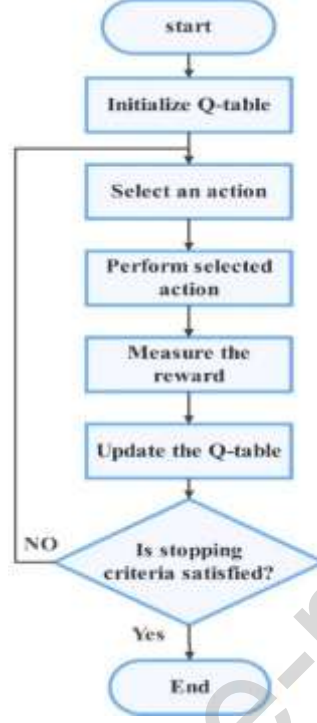 start
Initialize Q-table
Select an action
Perform selected
action
Measure the
reward
Update the Q-table
Is stopping
criteria satisfied?
NO
Yes
End